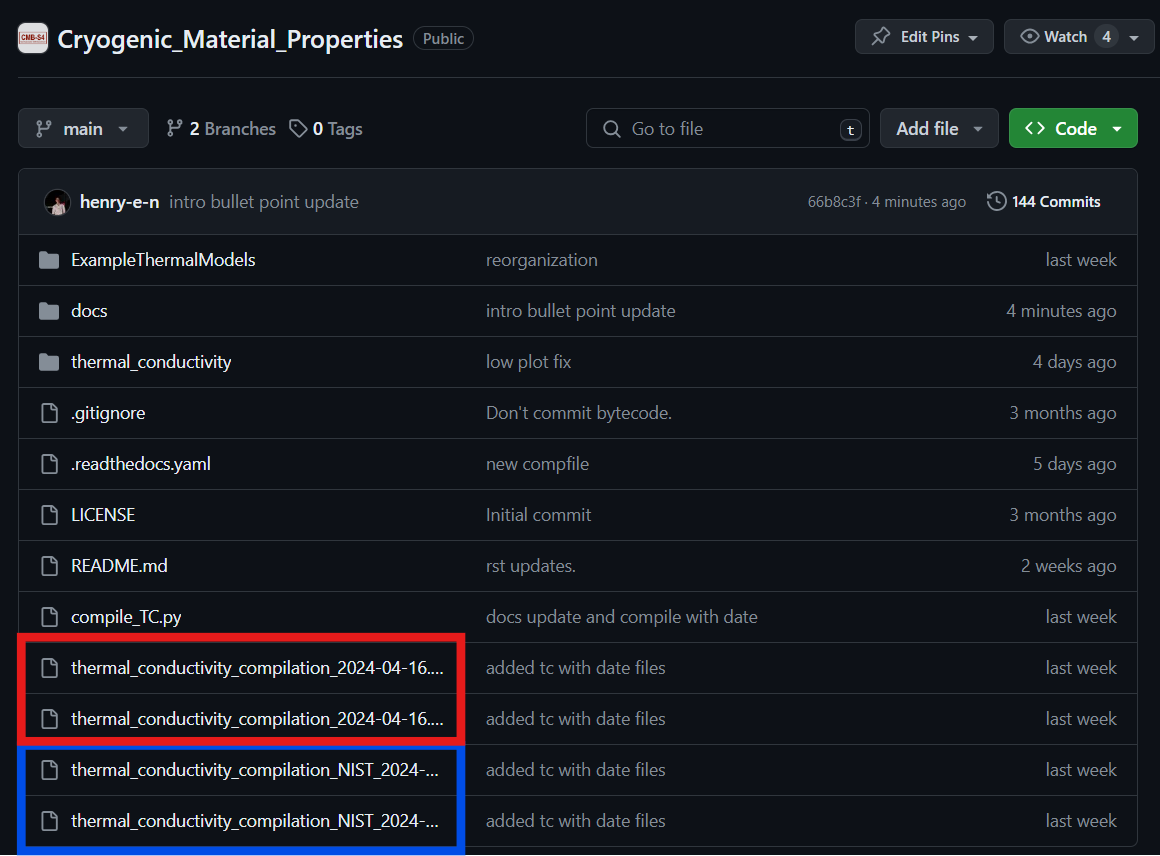 CMB-S4 Cryogenic_Material_Properties Public Edit Pins Watch 4
main 2 Branches 0 Tags Go to file t Add file <> Code
henry-e-n intro bullet point update 66b8c3f · 4 minutes ago 144 Commits
ExampleThermalModels reorganization last week
docs intro bullet point update 4 minutes ago
thermal_conductivity low plot fix 4 days ago
.gitignore Don't commit bytecode. 3 months ago
.readthedocs.yaml new compfile 5 days ago
LICENSE Initial commit 3 months ago
README.md rst updates. 2 weeks ago
compile_TC.py docs update and compile with date last week
thermal_conductivity_compilation_2024-04-16.... added tc with date files last week
thermal_conductivity_compilation_2024-04-16.... added tc with date files last week
thermal_conductivity_compilation_NIST_2024-... added tc with date files last week
thermal_conductivity_compilation_NIST_2024-... added tc with date files last week